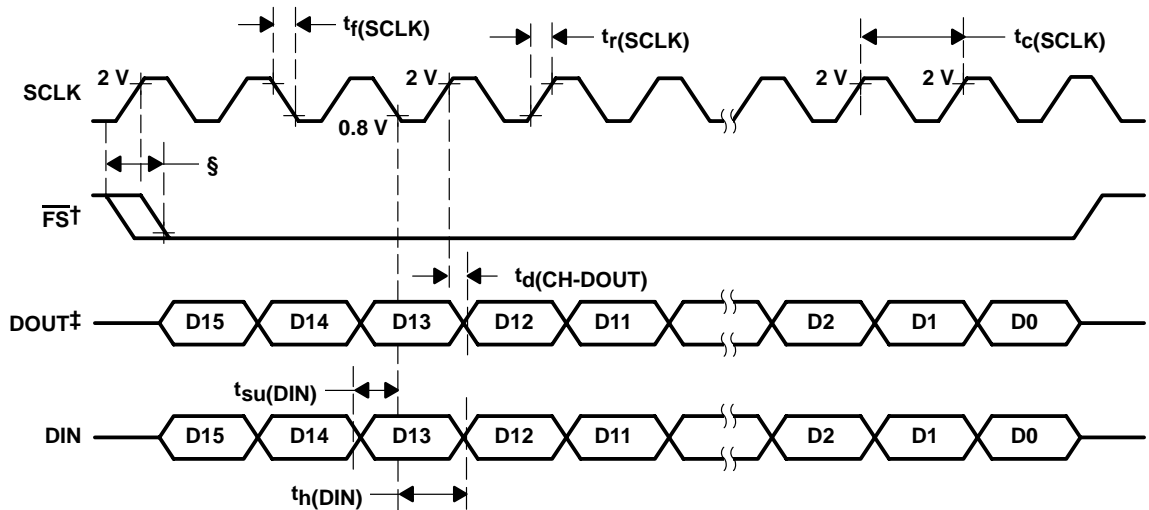 tf(SCLK)
tr(SCLK)
tc(SCLK)
2 V
2 V
2 V
2 V
SCLK
0.8 V
§
FS†
td(CH-DOUT)
DOUT‡
D15 D14 D13 D12 D11 D2 D1 D0
tsu(DIN)
DIN
D15 D14 D13 D12 D11 D2 D1 D0
th(DIN)